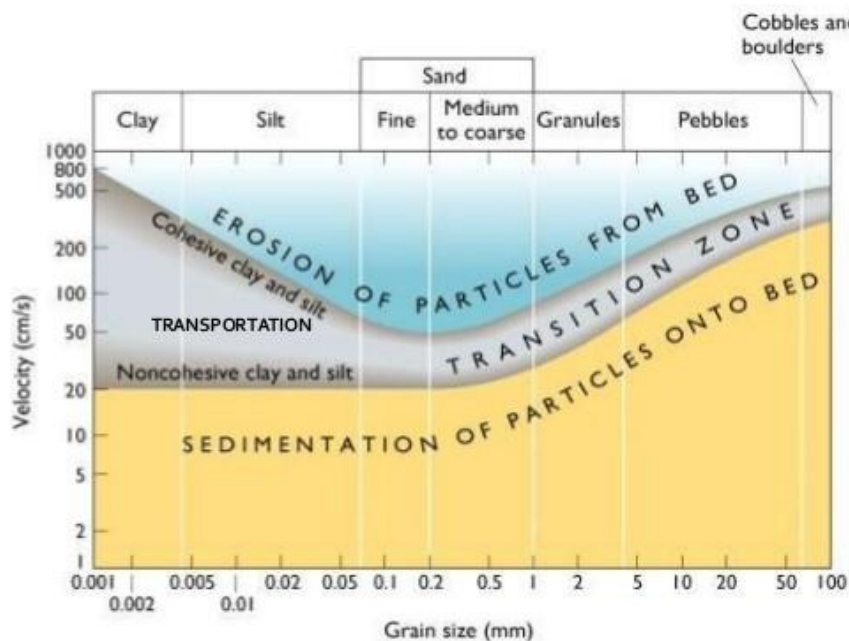 Cobbles and
boulders
Sand
Clay
Silt
Fine
Medium
to coarse
Granules
Pebbles
1000
800
500
200
100
50
20
10
5
2
1
Velocity (cm/s)
EROSION OF PARTICLES FROM BED
Cohesive clay and silt
TRANSPORTATION
TRANSITION ZONE
Noncohesive clay and silt
SEDIMENTATION OF PARTICLES ONTO BED
0.001 0.005 0.02 0.05 0.1 0.2 0.5 1 2 5 10 20 50 100
0.002 0.01
Grain size (mm)